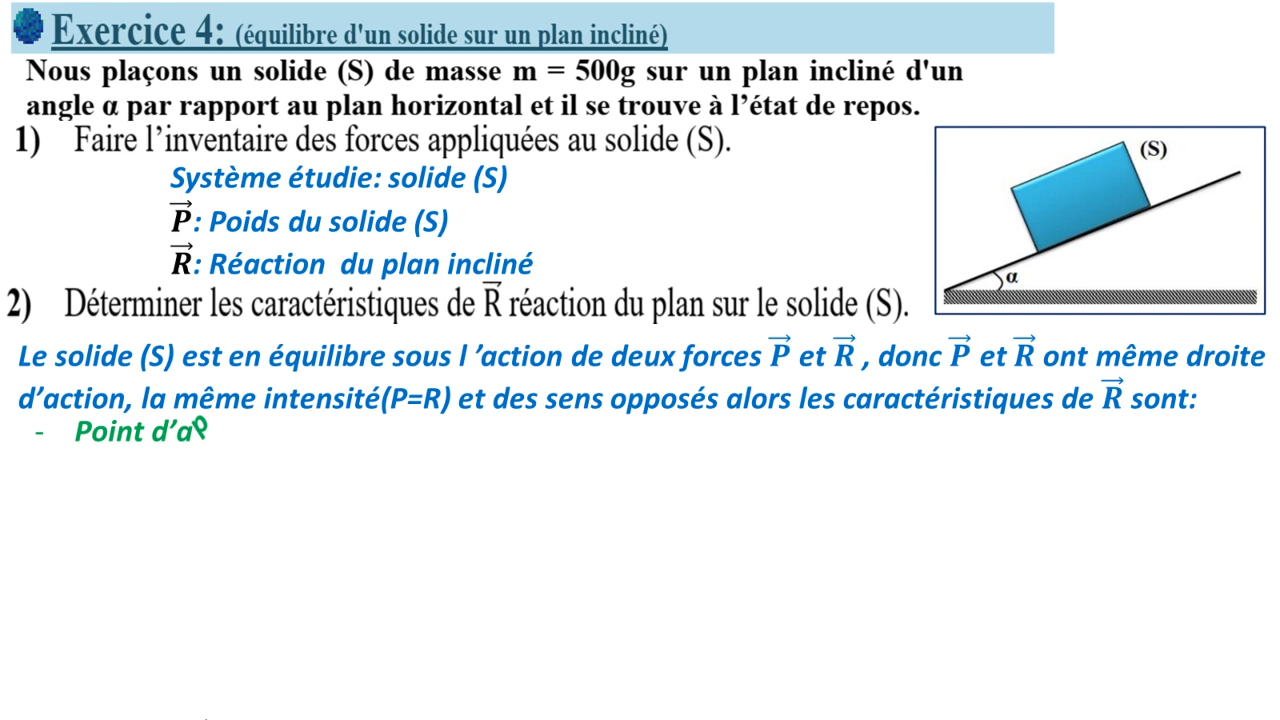 Exercice 4: (équilibre d'un solide sur un plan incliné)
Nous plaçons un solide (S) de masse m = 500g sur un plan incliné d'un
angle α par rapport au plan horizontal et il se trouve à l’état de repos.
1) Faire l’inventaire des forces appliquées au solide (S).
(S)
Système étudie: solide (S)
P⃗: Poids du solide (S)
R⃗: Réaction du plan incliné
α
2) Déterminer les caractéristiques de R⃗ réaction du plan sur le solide (S).
Le solide (S) est en équilibre sous l ’action de deux forces P⃗ et R⃗ , donc P⃗ et R⃗ ont même droite
d’action, la même intensité(P=R) et des sens opposés alors les caractéristiques de R⃗ sont:
- Point d’ap